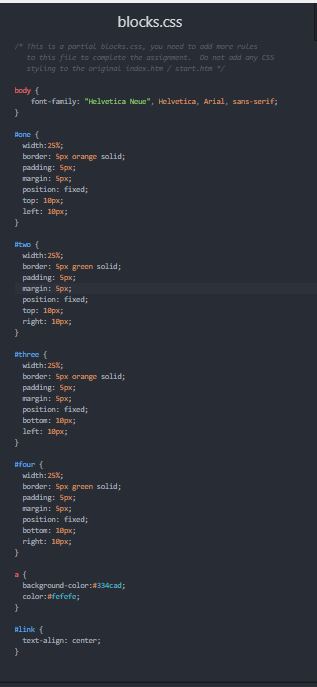 blocks.css
/* This is a partial blocks.css, you need to add more rules
to this file to complete the assignment.  Do not add any CSS
styling to the original index.htm / start.htm */
body {
font-family: "Helvetica Neue", Helvetica, Arial, sans-serif;
}
#one {
width:25%;
border: 5px orange solid;
padding: 5px;
margin: 5px;
position: fixed;
top: 10px;
left: 10px;
}
#two {
width:25%;
border: 5px green solid;
padding: 5px;
margin: 5px;
position: fixed;
top: 10px;
right: 10px;
}
#three {
width:25%;
border: 5px orange solid;
padding: 5px;
margin: 5px;
position: fixed;
bottom: 10px;
left: 10px;
}
#four {
width:25%;
border: 5px green solid;
padding: 5px;
margin: 5px;
position: fixed;
bottom: 10px;
right: 10px;
}
a {
background-color:#334cad;
color:#fefefe;
}
#link {
text-align: center;
}